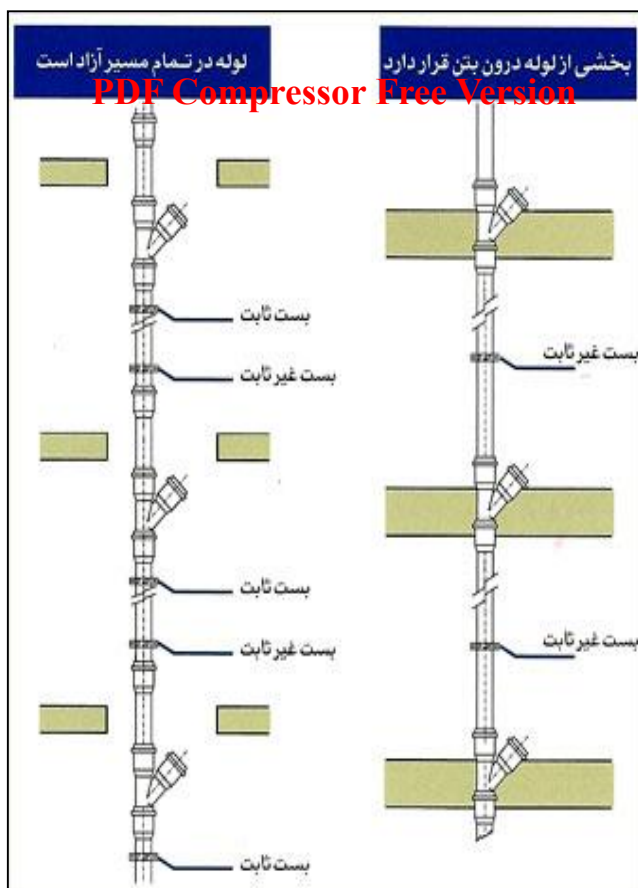 بخشی از لوله درون بتن قرار دارد
لوله در تمام مسیر آزاد است
PDF Compressor Free Version
بست ثابت
بست غیر ثابت
بست ثابت
بست غیر ثابت
بست ثابت
بست غیر ثابت
بست غیر ثابت